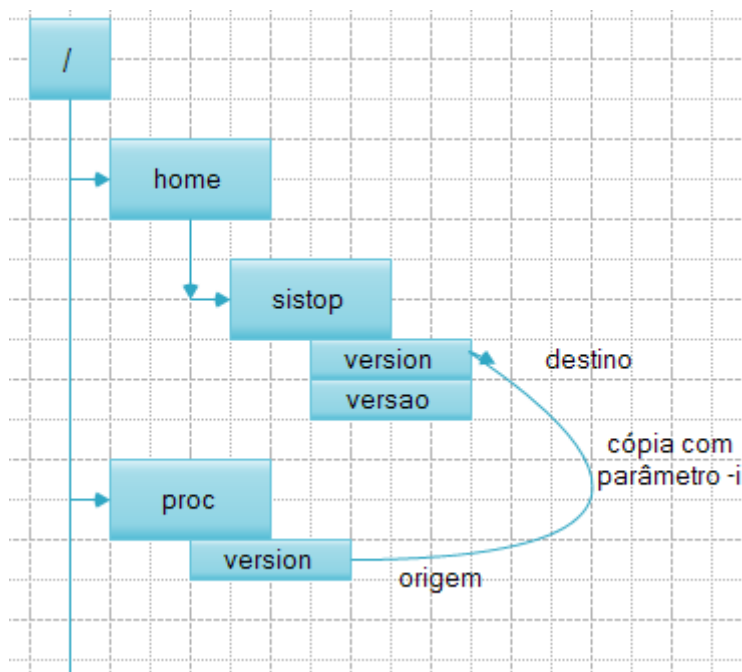 /
home
sistop
version
destino
versao
cópia com
parâmetro -i
proc
version
origem